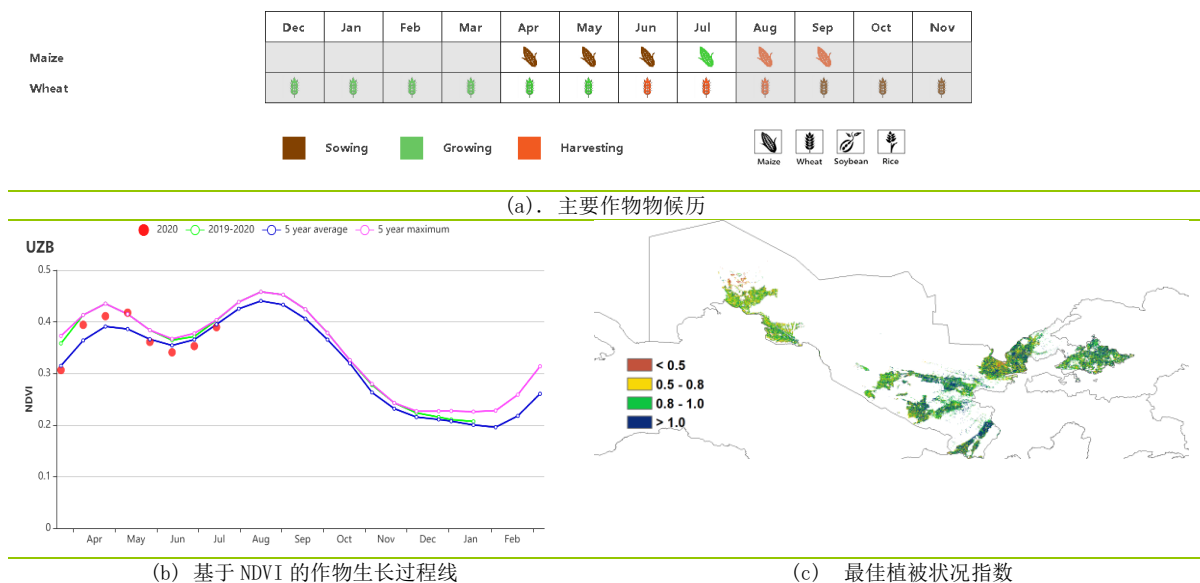 Dec Jan Feb Mar Apr May Jun Jul Aug Sep Oct Nov
Maize
Wheat
Sowing Growing Harvesting
Maize Wheat Soybean Rice
(a). 主要作物物候历
2020 2019-2020 5 year average 5 year maximum
UZB
0.5
0.4
0.3
0.2
0.1
0
NDVI
Apr May Jun Jul Aug Sep Oct Nov Dec Jan Feb
< 0.5
0.5 - 0.8
0.8 - 1.0
> 1.0
(b) 基于 NDVI 的作物生长过程线
(c) 最佳植被状况指数